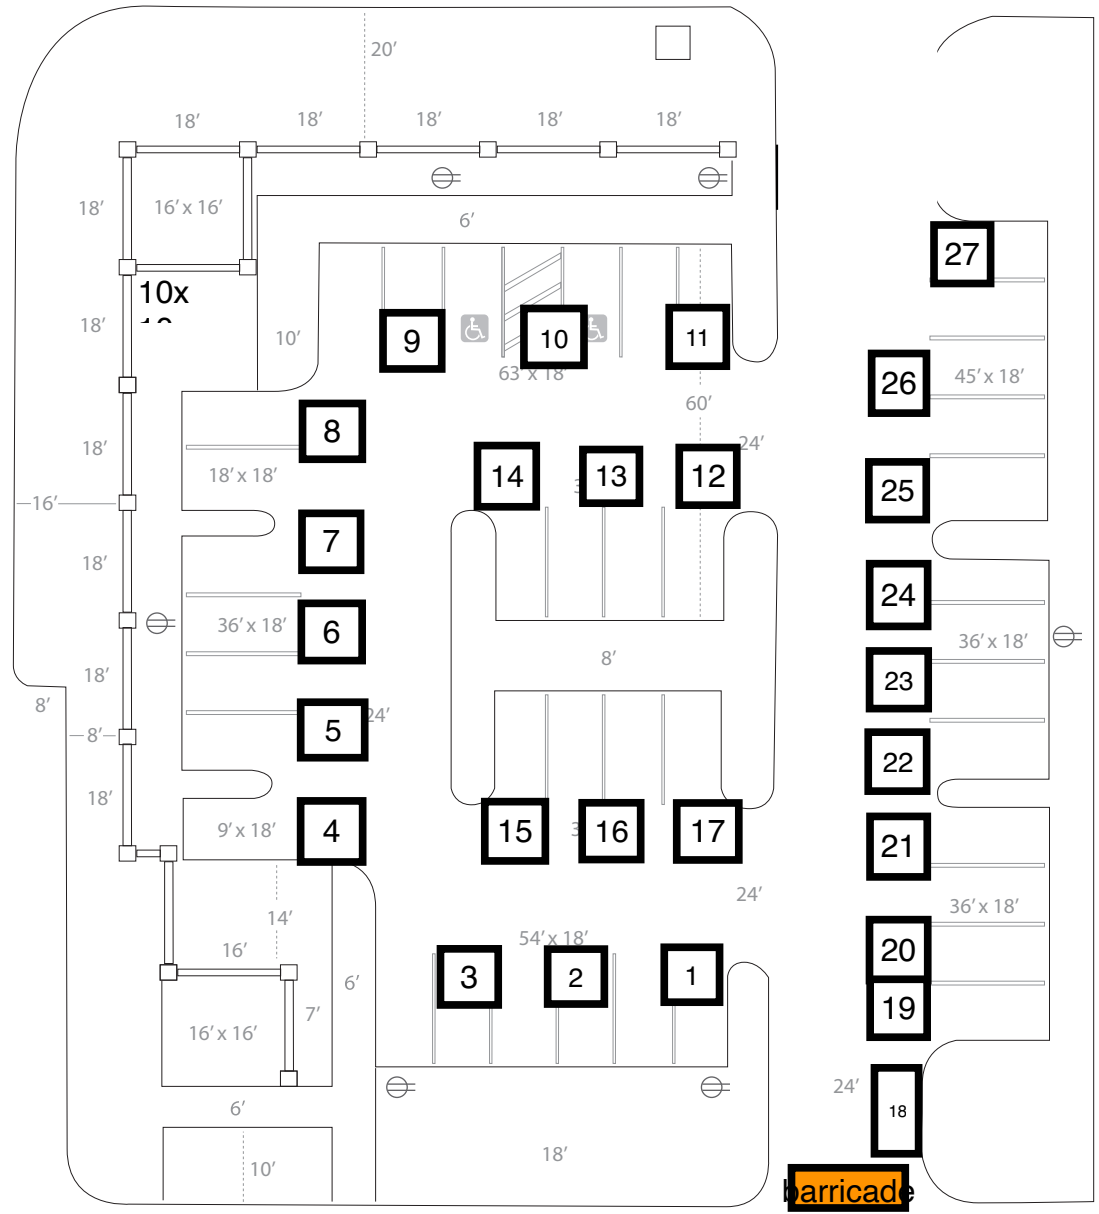 20’
18’ 18’ 18’ 18’ 18’
18’ 16’ x 16’
6’
27
10x
18’
10’
9 10 11
63’ x 18’
45’ x 18’
26
60’
8
24’
18’ 18’ x 18’
14 13 12
25
16’
7
18’
24
36’ x 18’ 6
36’ x 18’
8’
18’
23
8’
24’
5
8’
22
18’
9’ x 18’ 4
15 16 17
21
24’
36’ x 18’
14’
54’ x 18’
16’
20
3 2 1
6’
19
7’
16’ x 16’
24’
6’
18
18’
10’
barricade